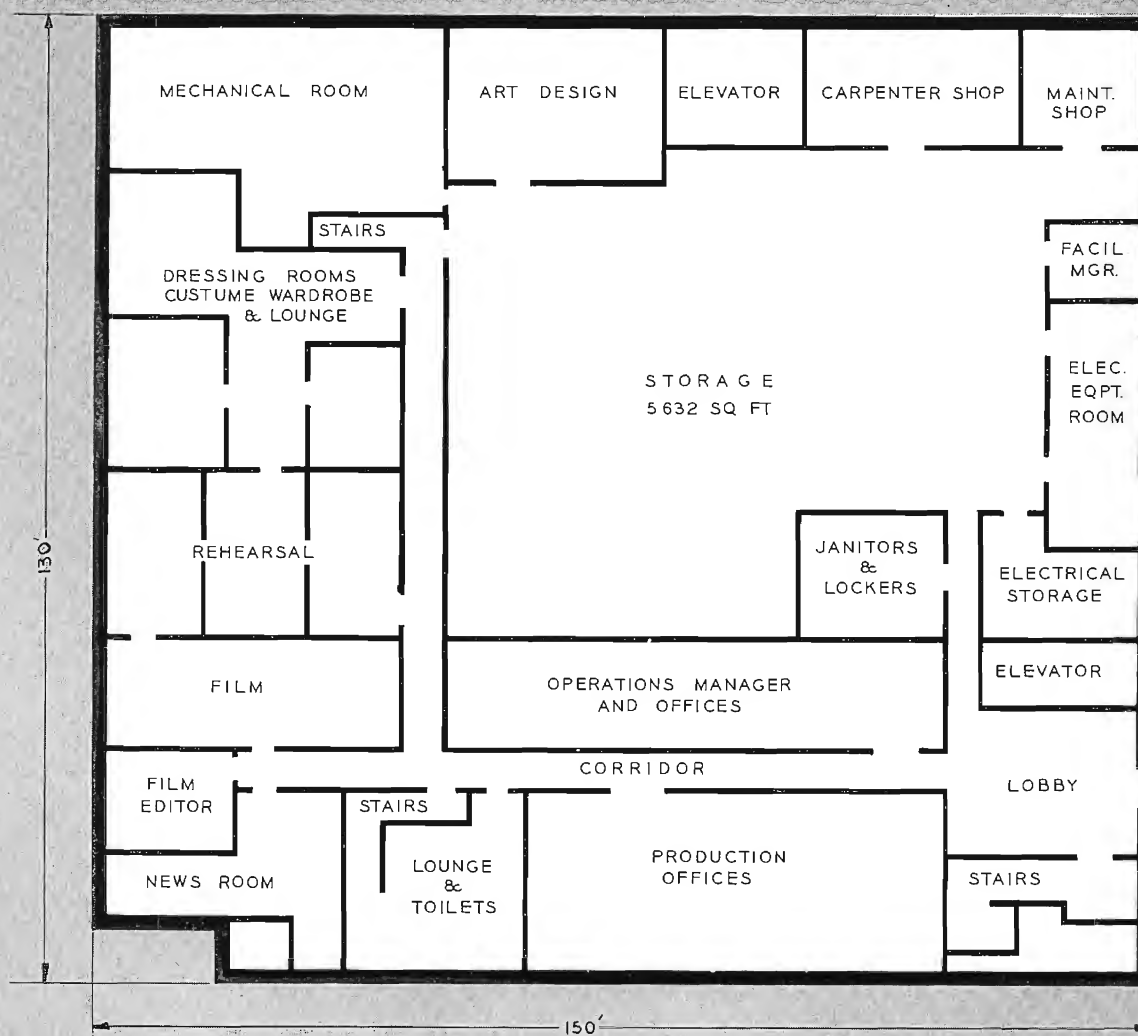 MECHANICAL ROOM
ART DESIGN
ELEVATOR
CARPENTER SHOP
MAINT.
SHOP
STAIRS
FACIL.
MGR.
DRESSING ROOMS
CUSTUME WARDROBE
& LOUNGE
STORAGE
5632 SQ FT
ELEC.
EQPT.
ROOM
130'
REHEARSAL
JANITORS
&
LOCKERS
ELECTRICAL
STORAGE
FILM
OPERATIONS MANAGER
AND OFFICES
ELEVATOR
CORRIDOR
FILM
EDITOR
STAIRS
LOBBY
NEWS ROOM
LOUNGE
&
TOILETS
PRODUCTION
OFFICES
STAIRS
150'